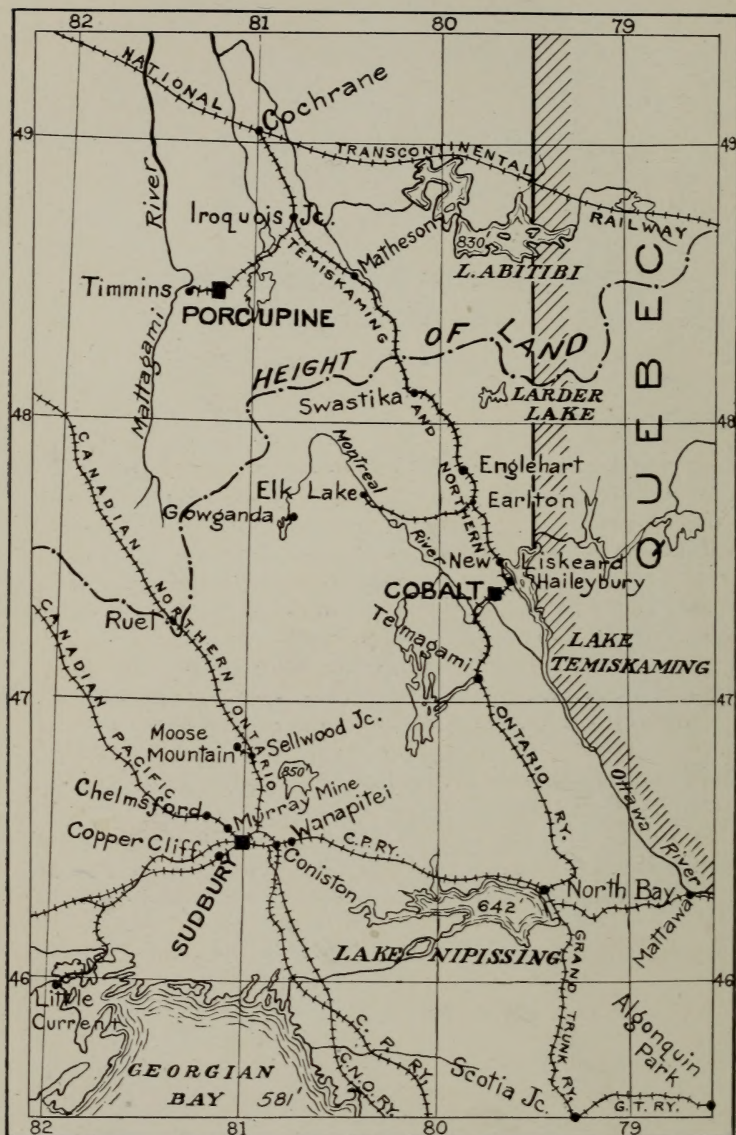 82 81 80 79
NATIONAL
Cochrane
49 49
TRANSCONTINENTAL
RAILWAY
River
Iroquois Jc.
Matheson
830
L. ABITIBI
TEMISKAMING
Timmins
PORCUPINE
Mattagami
HEIGHT OF LAND
QUEBEC
Swastika
AND
LARDER
LAKE
48 48
CANADIAN
Montreal
Englehart
Elk Lake
Earlton
NORTHERN
Gowganda
River
New Liskeard
Haileybury
COBALT
NORTHERN
Ruel
CANADIAN
Temagami
LAKE
TEMISKAMING
47 47
ONTARIO
Moose
Mountain
Sellwood Jc.
PACIFIC
850'
ONTARIO
RY.
Ottawa
River
Chelmsford
Murray Mine
Wanapitei
Copper Cliff
C.P.RY.
Coniston
SUDBURY
North Bay
642
Mattawa
LAKE NIPISSING
46 46
Little
Current
GRAND
TRUNK
RY.
Algonquin
Park
C. P. RY.
C.N.O.RY.
Scotia Jc.
GEORGIAN
BAY 581'
G.T.RY.
82 81 80 79